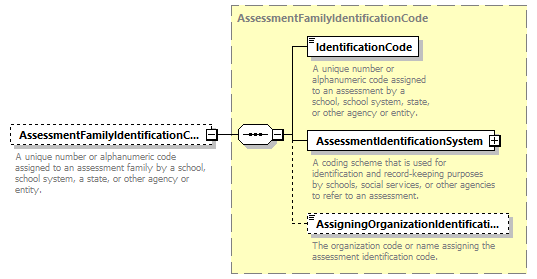 AssessmentFamilyIdentificationCode
IdentificationCode
A unique number or
alphanumeric code assigned
to an assessment by a
school, school system, state,
or other agency or entity.
AssessmentFamilyIdentificationC...
A unique number or alphanumeric code
assigned to an assessment family by a school,
school system, a state, or other agency or
entity.
AssessmentIdentificationSystem
A coding scheme that is used for
identification and record-keeping purposes
by schools, social services, or other agencies
to refer to an assessment.
AssigningOrganizationIdentificati...
The organization code or name assigning the
assessment identification code.